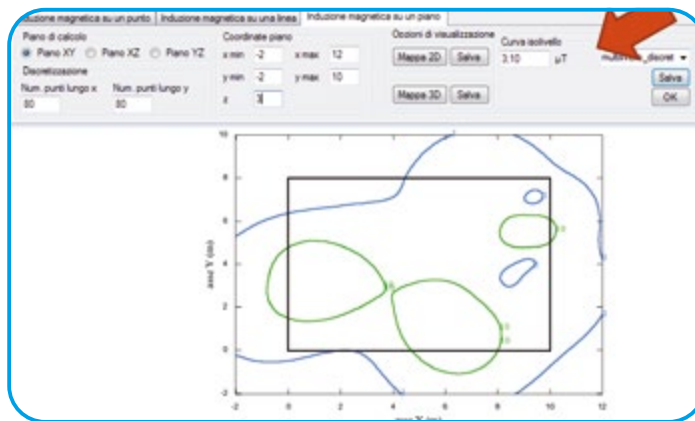 Induzione magnetica su un punto Induzione magnetica su una linea Induzione magnetica su un piano
Piano di calcolo Coordinate piano Opzioni di visualizzazione Curva isolivello
Piano XY Piano XZ Piano YZ x min -2 x max 12 Mappa 2D Salva 3.10 µT
Discretizzazione y min -2 y max 10 Salva
Num. punti lungo x Num. punti lungo y
80 80 z 3 Mappa 3D Salva OK
10
8
6
4
2
0
-2
asse Y (m)
-2 0 2 4 6 8 10 12